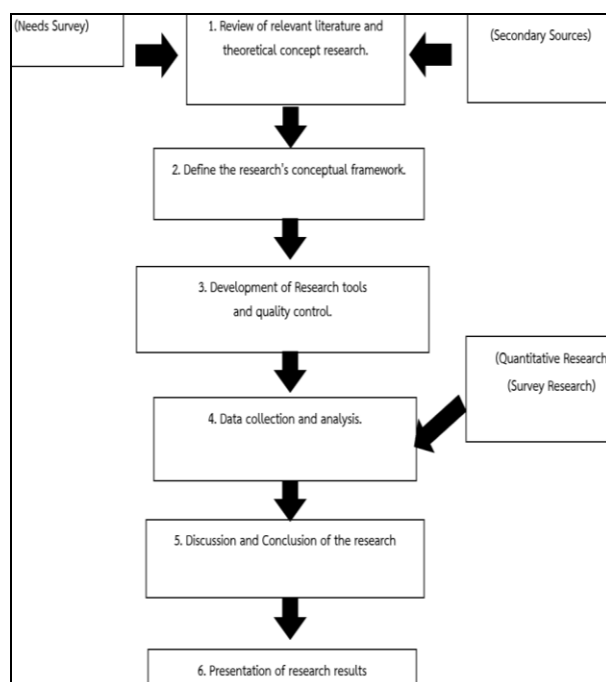 (Needs Survey)
1. Review of relevant literature and
theoretical concept research.
(Secondary Sources)
2. Define the research's conceptual framework.
3. Development of Research tools
and quality control.
(Quantitative Research
(Survey Research)
4. Data collection and analysis.
5. Discussion and Conclusion of the research
6. Presentation of research results